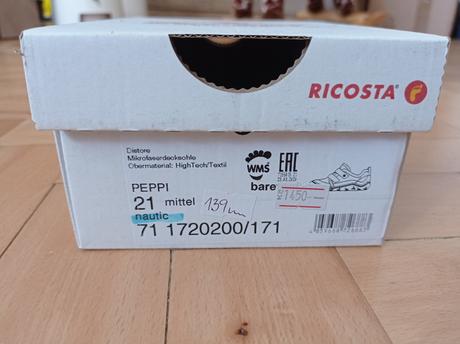 RICOSTA
Distore
Mikrofaserdecksohle
Obermaterial: HighTech/Textil
WMS
EAC
PEPPI
bare
21 mittel
139
1450
nautic
71 1720200/171